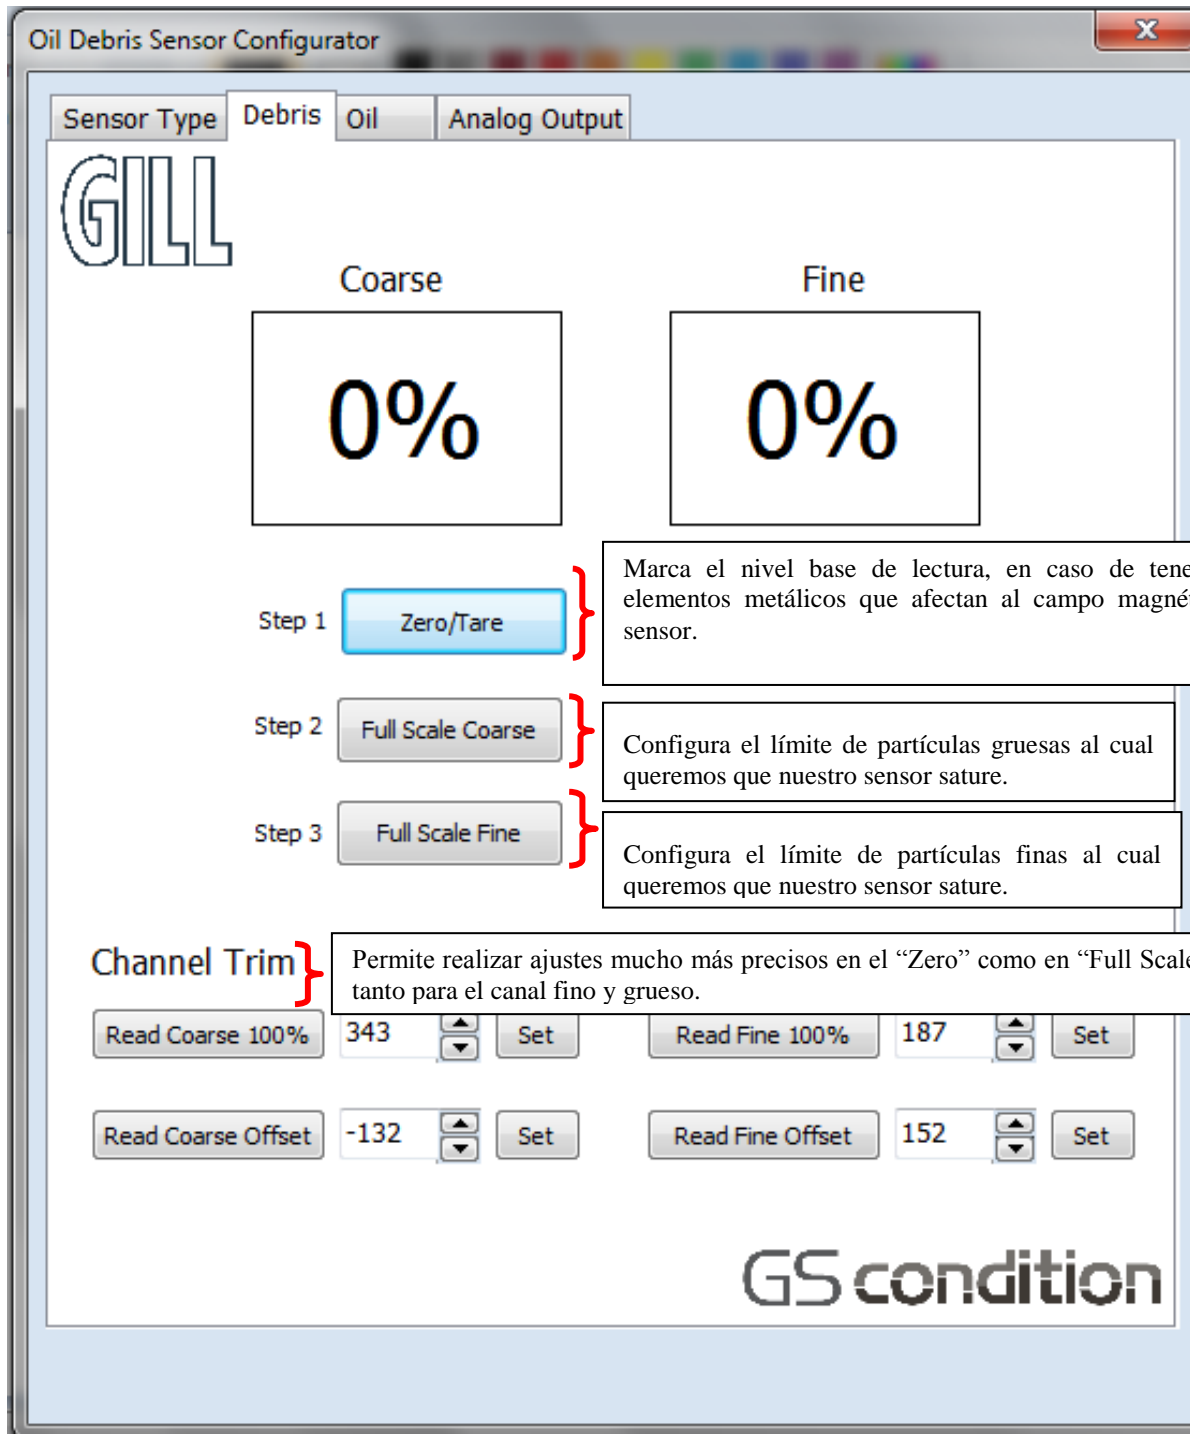 Oil Debris Sensor Configurator
x
Sensor Type Debris Oil Analog Output
GILL
Coarse Fine
0% 0%
Step 1 Zero/Tare
Marca el nivel base de lectura, en caso de tene
elementos metálicos que afectan al campo magné
sensor.
Step 2 Full Scale Coarse
Configura el límite de partículas gruesas al cual
queremos que nuestro sensor sature.
Step 3 Full Scale Fine
Configura el límite de partículas finas al cual
queremos que nuestro sensor sature.
Channel Trim
Permite realizar ajustes mucho más precisos en el “Zero” como en “Full Scale
tanto para el canal fino y grueso.
Read Coarse 100% 343 Set Read Fine 100% 187 Set
Read Coarse Offset -132 Set Read Fine Offset 152 Set
GS condition